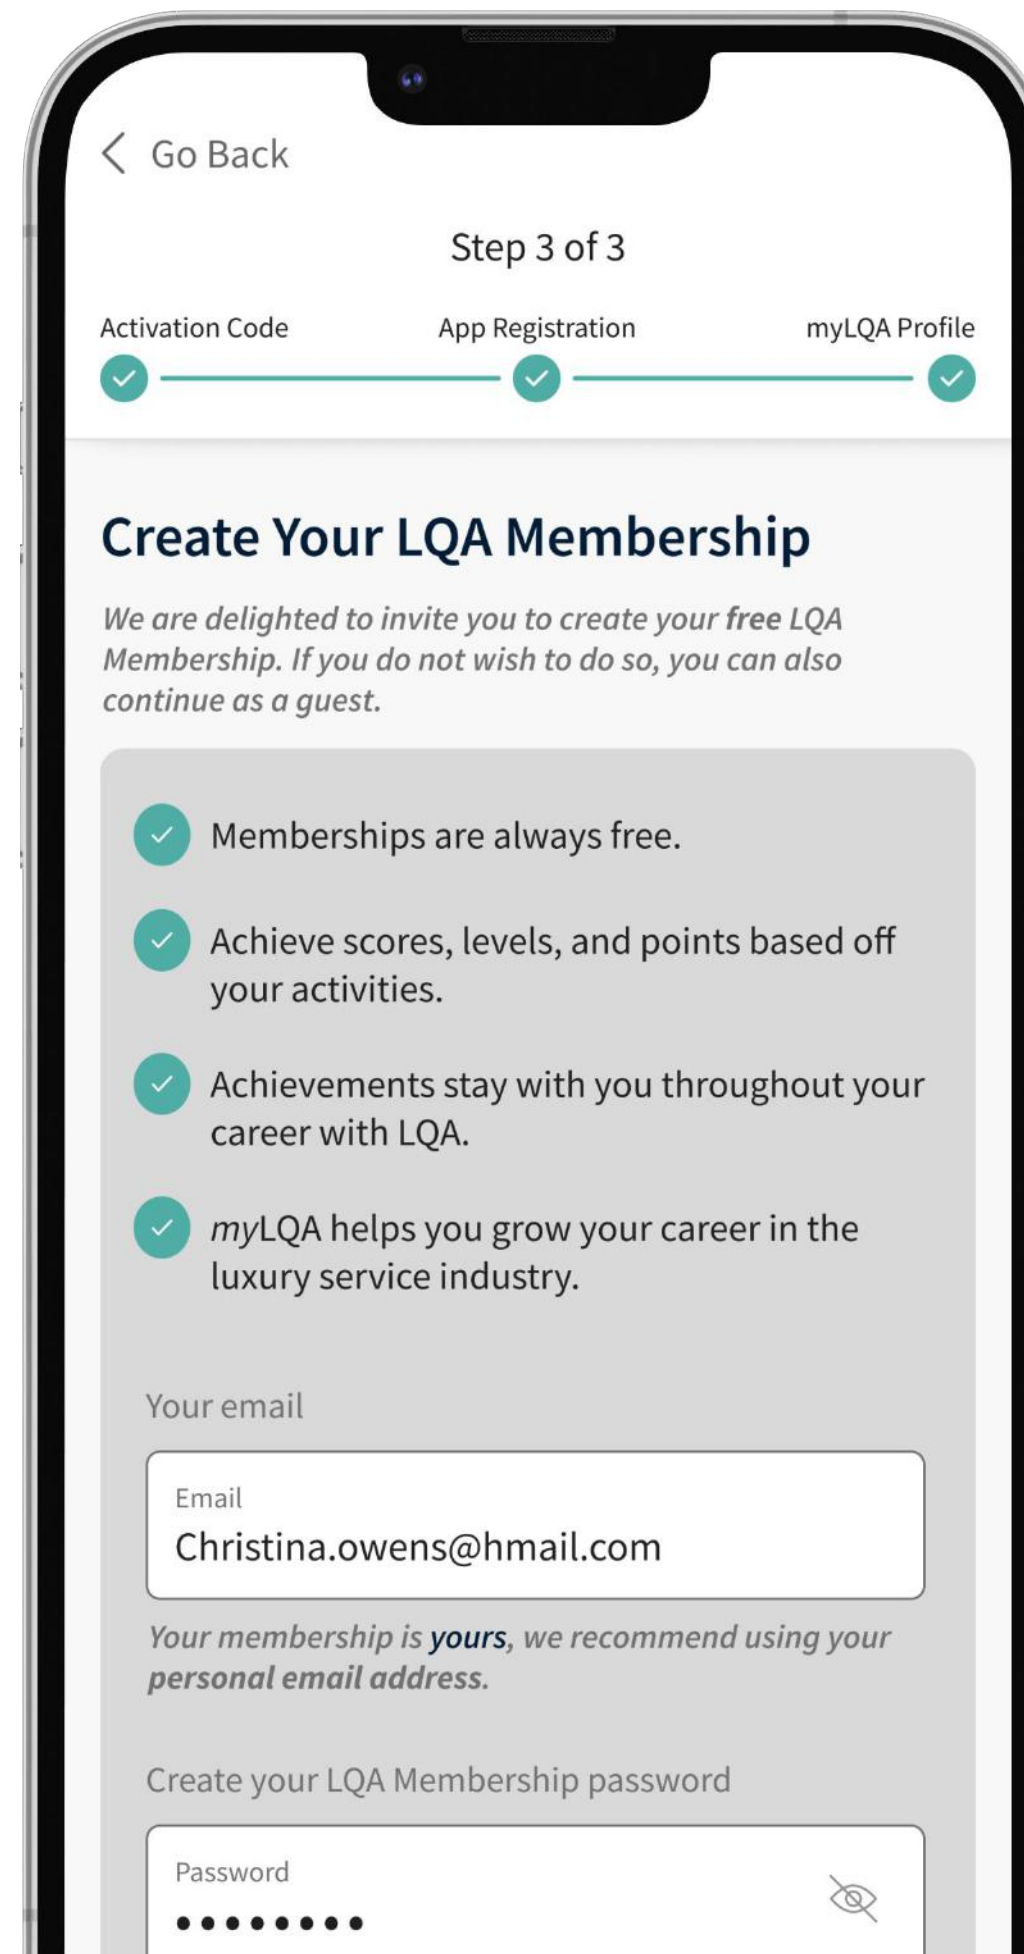 Go Back
Step 3 of 3
Activation Code
App Registration
myLQA Profile
Create Your LQA Membership
We are delighted to invite you to create your free LQA
Membership. If you do not wish to do so, you can also
continue as a guest.
Memberships are always free.
Achieve scores, levels, and points based off
your activities.
Achievements stay with you throughout your
career with LQA.
myLQA helps you grow your career in the
luxury service industry.
Your email
Email
Christina.owens@hmail.com
Your membership is yours, we recommend using your
personal email address.
Create your LQA Membership password
Password
••••••••